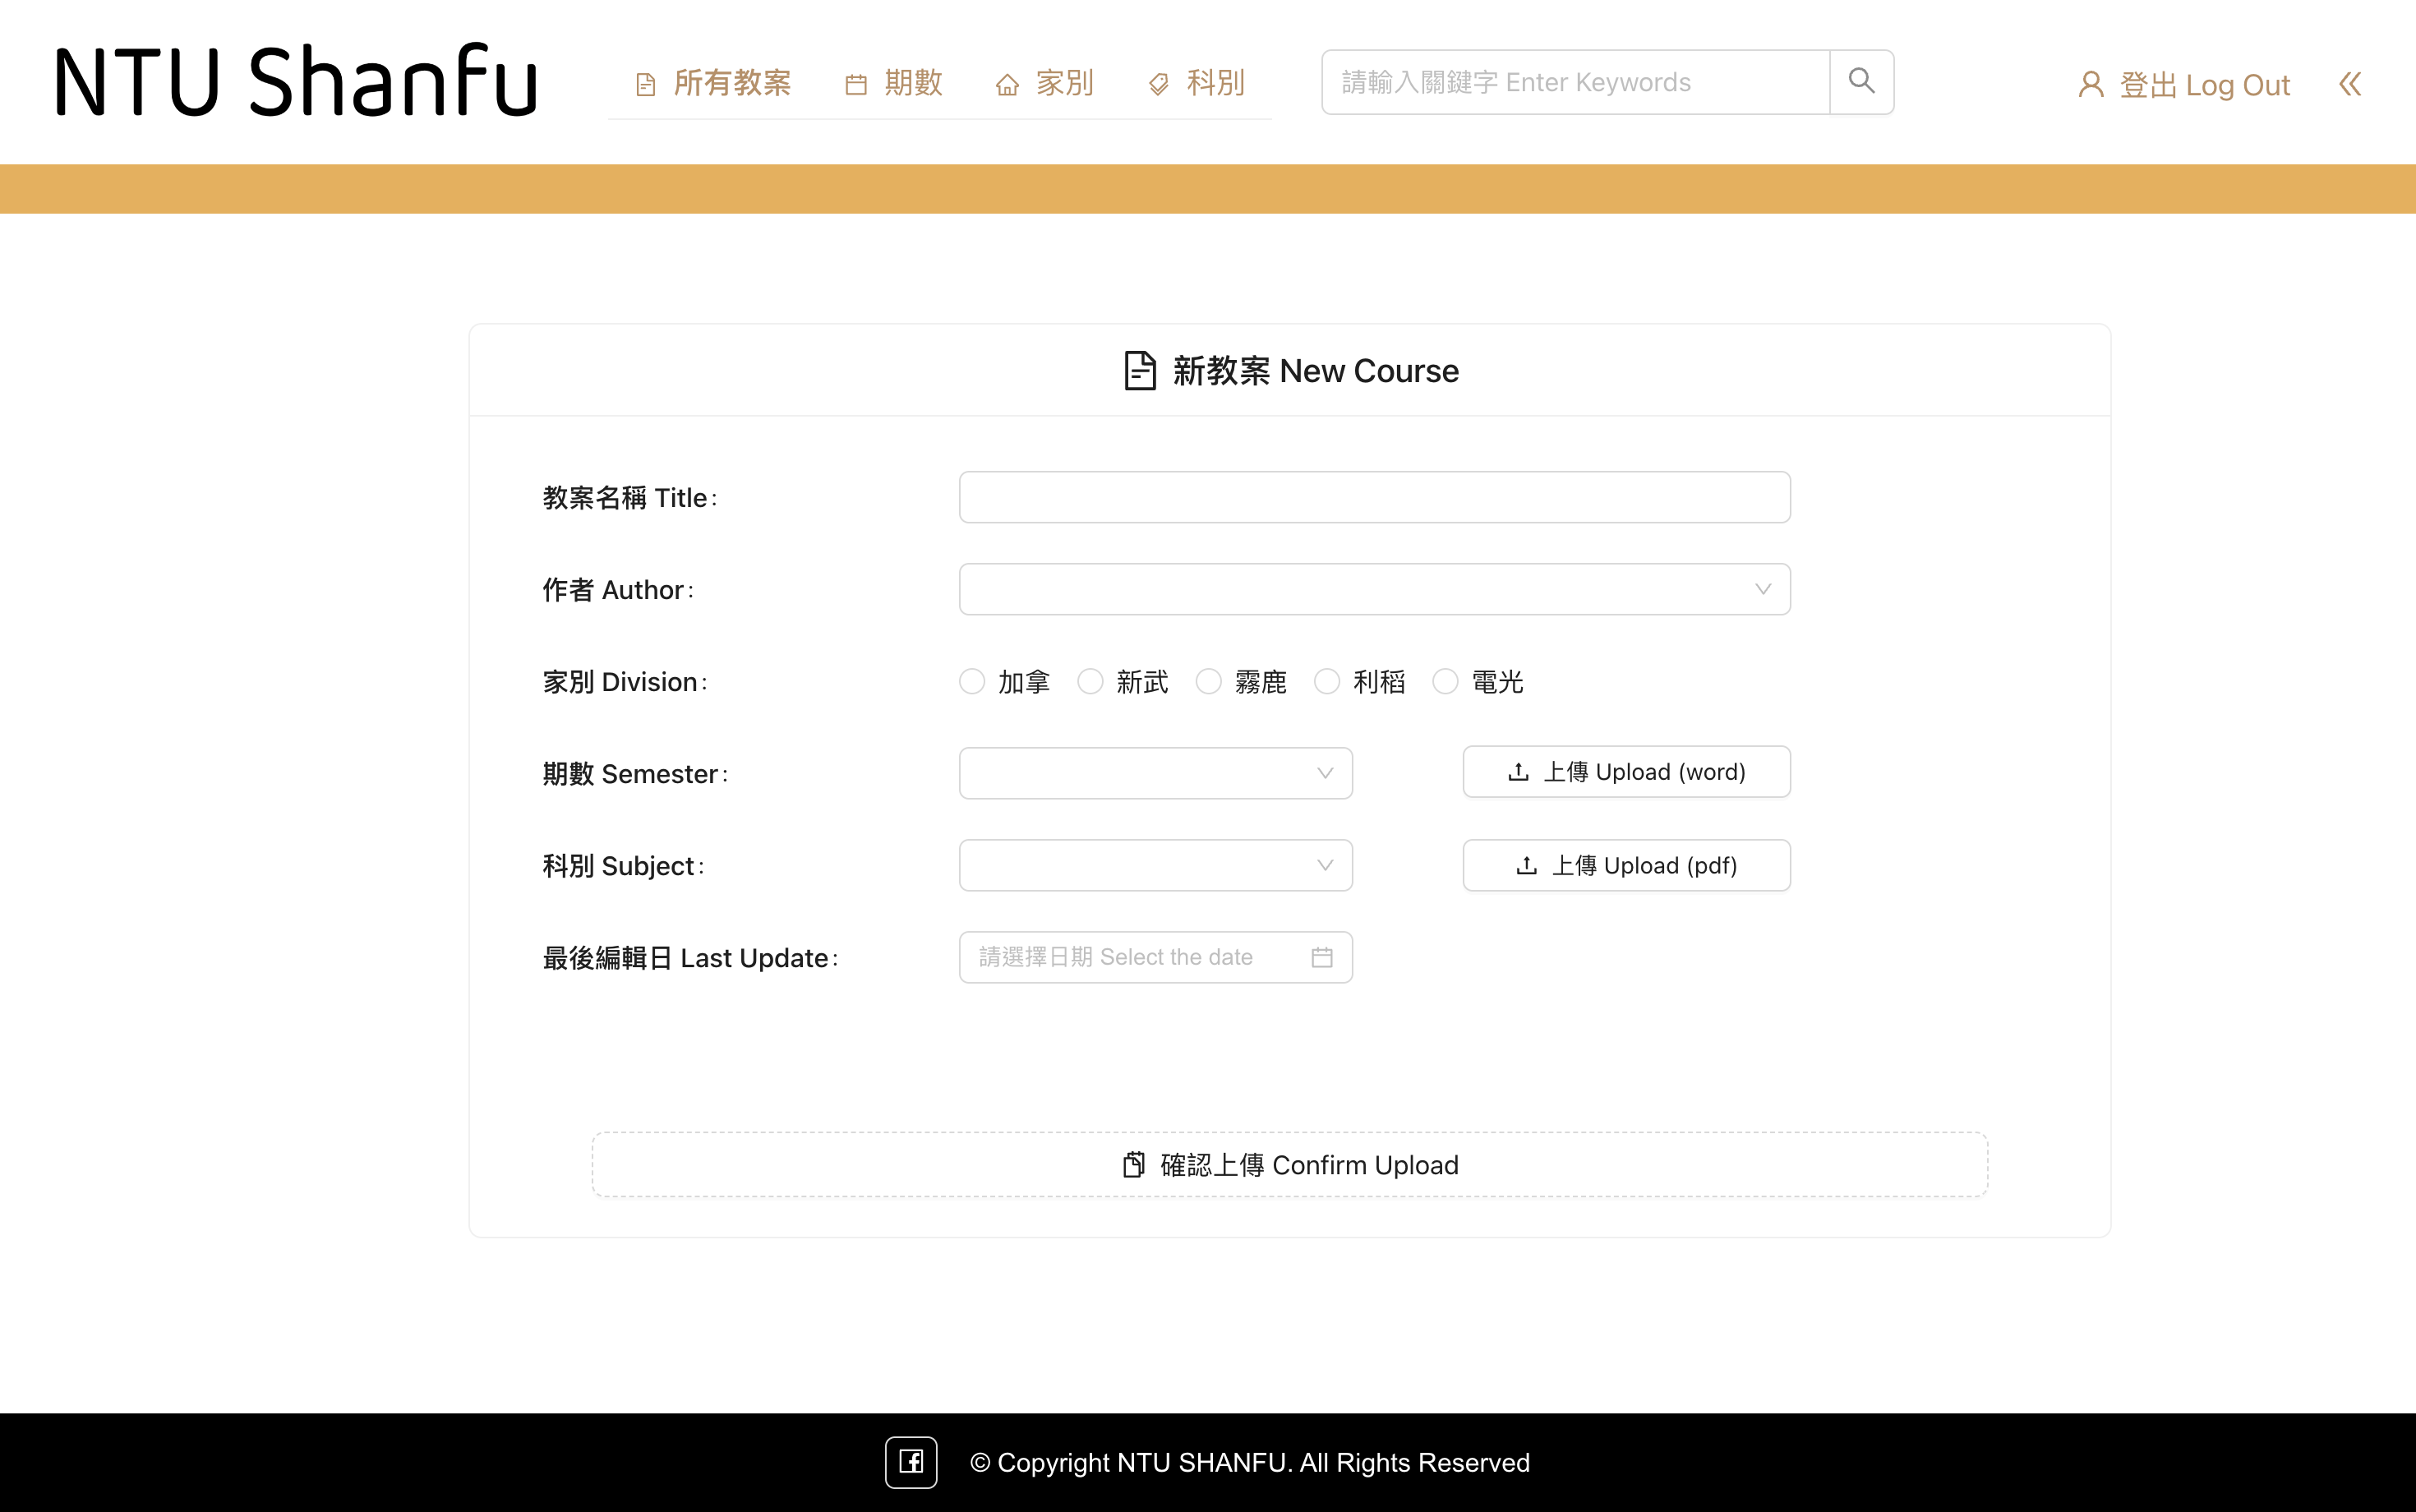 NTU Shanfu
所有教案 期數 家別 科別
請輸入關鍵字 Enter Keywords
登出 Log Out
新教案 New Course
教案名稱 Title:
作者 Author:
家別 Division:
加拿 新武 霧鹿 利稻 電光
期數 Semester:
上傳 Upload (word)
科別 Subject:
上傳 Upload (pdf)
最後編輯日 Last Update:
請選擇日期 Select the date
確認上傳 Confirm Upload
© Copyright NTU SHANFU. All Rights Reserved